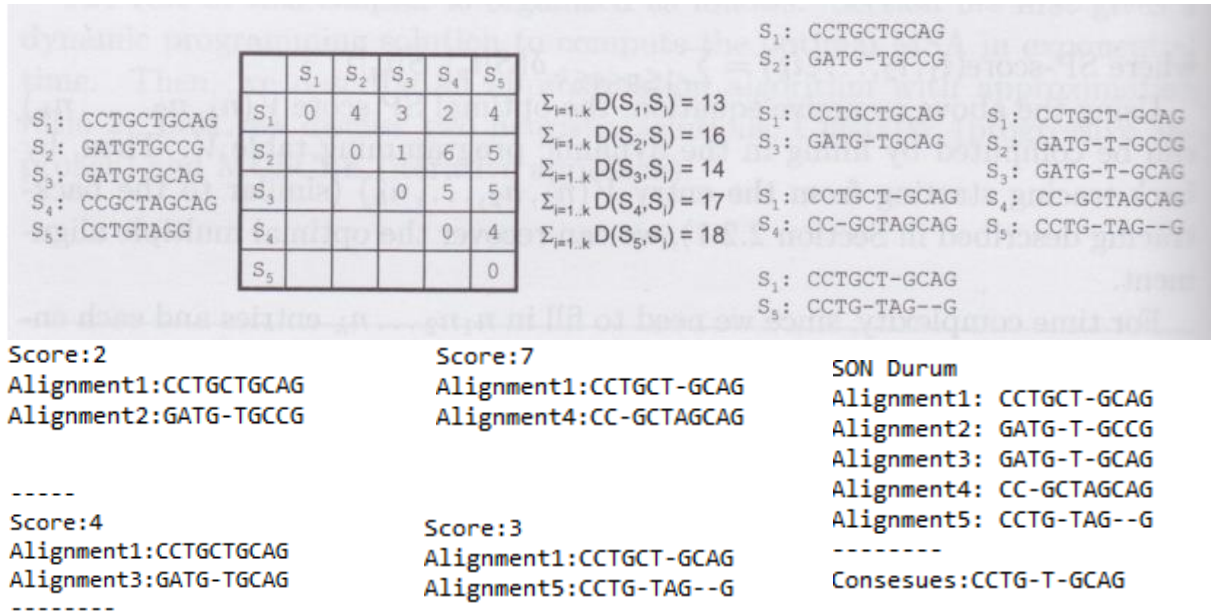 S₁: CCTGCTGCAG
S₂: GATGTGCCG
S₃: GATGTGCAG
S₄: CCGCTAGCAG
S₅: CCTGTAGG
S₁ S₂ S₃ S₄ S₅
S₁ 0 4 3 2 4
S₂ 0 1 6 5
S₃ 0 5 5
S₄ 0 4
S₅ 0
Σᵢ₌₁..ₖ D(S₁,Sᵢ) = 13
Σᵢ₌₁..ₖ D(S₂,Sᵢ) = 16
Σᵢ₌₁..ₖ D(S₃,Sᵢ) = 14
Σᵢ₌₁..ₖ D(S₄,Sᵢ) = 17
Σᵢ₌₁..ₖ D(S₅,Sᵢ) = 18
S₁: CCTGCTGCAG
S₂: GATG-TGCCG
S₁: CCTGCTGCAG
S₃: GATG-TGCAG
S₁: CCTGCT-GCAG
S₄: CC-GCTAGCAG
S₁: CCTGCT-GCAG
S₅: CCTG-TAG--G
S₁: CCTGCT-GCAG
S₂: GATG-T-GCCG
S₃: GATG-T-GCAG
S₄: CC-GCTAGCAG
S₅: CCTG-TAG--G
Score:2
Alignment1:CCTGCTGCAG
Alignment2:GATG-TGCCG
-----
Score:4
Alignment1:CCTGCTGCAG
Alignment3:GATG-TGCAG
--------
Score:7
Alignment1:CCTGCT-GCAG
Alignment4:CC-GCTAGCAG
Score:3
Alignment1:CCTGCT-GCAG
Alignment5:CCTG-TAG--G
SON Durum
Alignment1: CCTGCT-GCAG
Alignment2: GATG-T-GCCG
Alignment3: GATG-T-GCAG
Alignment4: CC-GCTAGCAG
Alignment5: CCTG-TAG--G
--------
Consesues:CCTG-T-GCAG